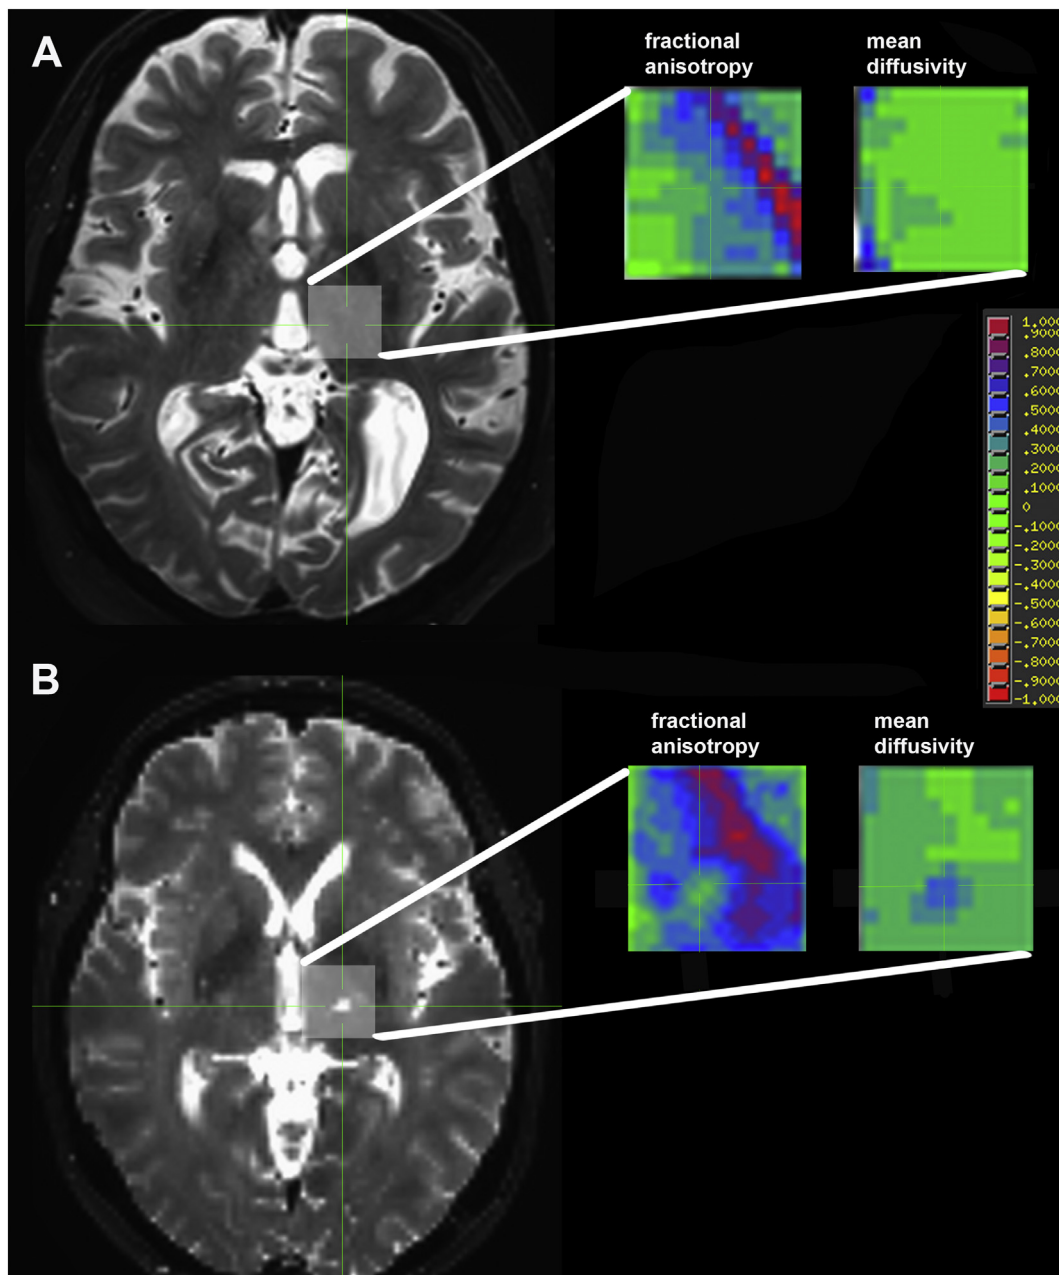 A
fractional
anisotropy
mean
diffusivity
1.000
.9000
.8000
.7000
.6000
.5000
.4000
.3000
.2000
.1000
0
-.1000
-.2000
-.3000
-.4000
-.5000
-.6000
-.7000
-.8000
-.9000
-1.000
B
fractional
anisotropy
mean
diffusivity